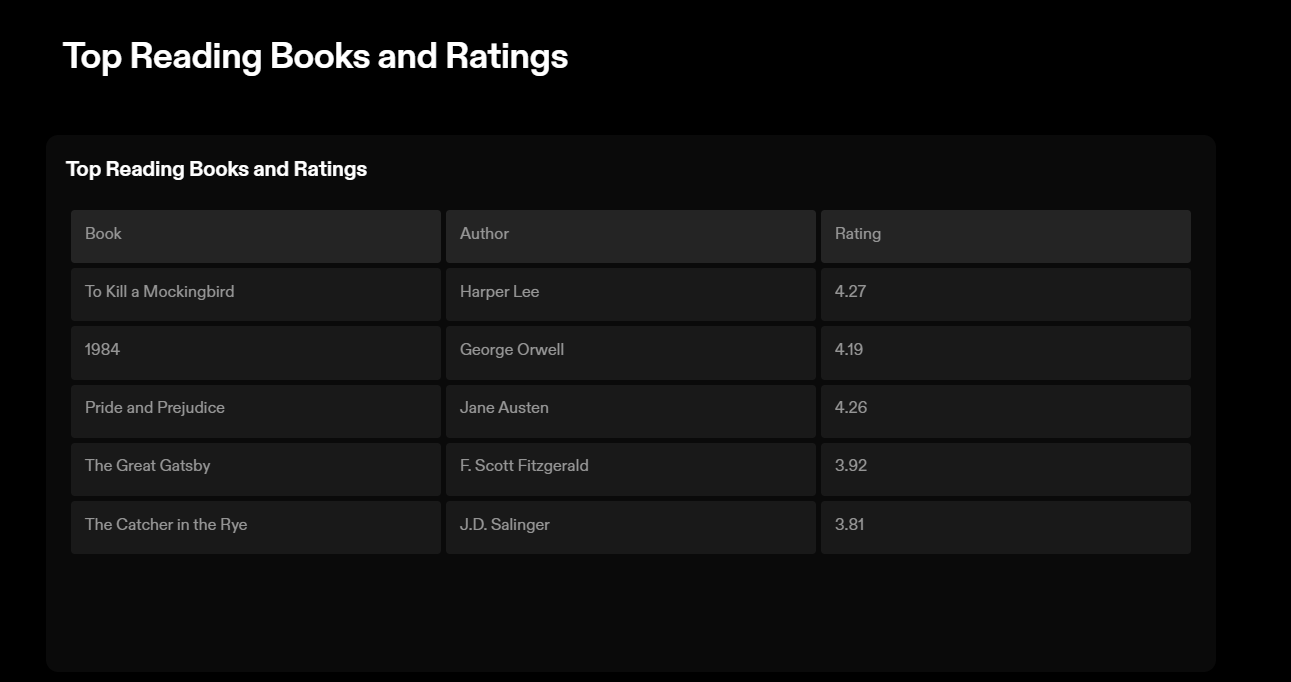 Top Reading Books and Ratings
Top Reading Books and Ratings
Book Author Rating
To Kill a Mockingbird Harper Lee 4.27
1984 George Orwell 4.19
Pride and Prejudice Jane Austen 4.26
The Great Gatsby F. Scott Fitzgerald 3.92
The Catcher in the Rye J.D. Salinger 3.81